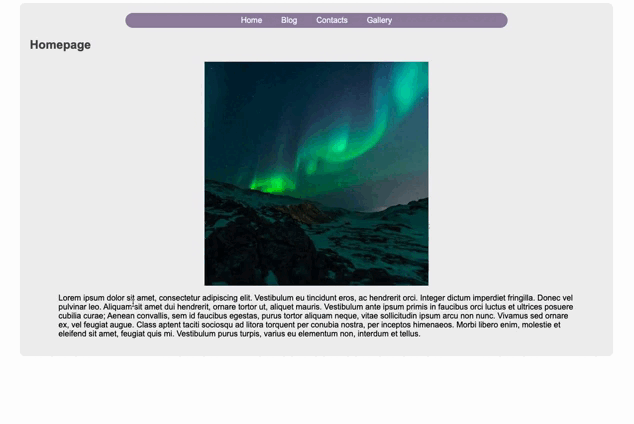 Home Blog Contacts Gallery
Homepage
Lorem ipsum dolor sit amet, consectetur adipiscing elit. Vestibulum eu tincidunt eros, ac hendrerit orci. Integer dictum imperdiet fringilla. Donec vel
pulvinar leo. Aliquam sit amet dui hendrerit, ornare tortor ut, aliquet mauris. Vestibulum ante ipsum primis in faucibus orci luctus et ultrices posuere
cubilia curae; Aenean convallis, sem id faucibus egestas, purus tortor aliquam neque, vitae sollicitudin ipsum arcu non nunc. Vivamus sed ornare
ex, vel feugiat augue. Class aptent taciti sociosqu ad litora torquent per conubia nostra, per inceptos himenaeos. Morbi libero enim, molestie et
eleifend sit amet, feugiat quis mi. Vestibulum purus turpis, varius eu elementum non, interdum et tellus.